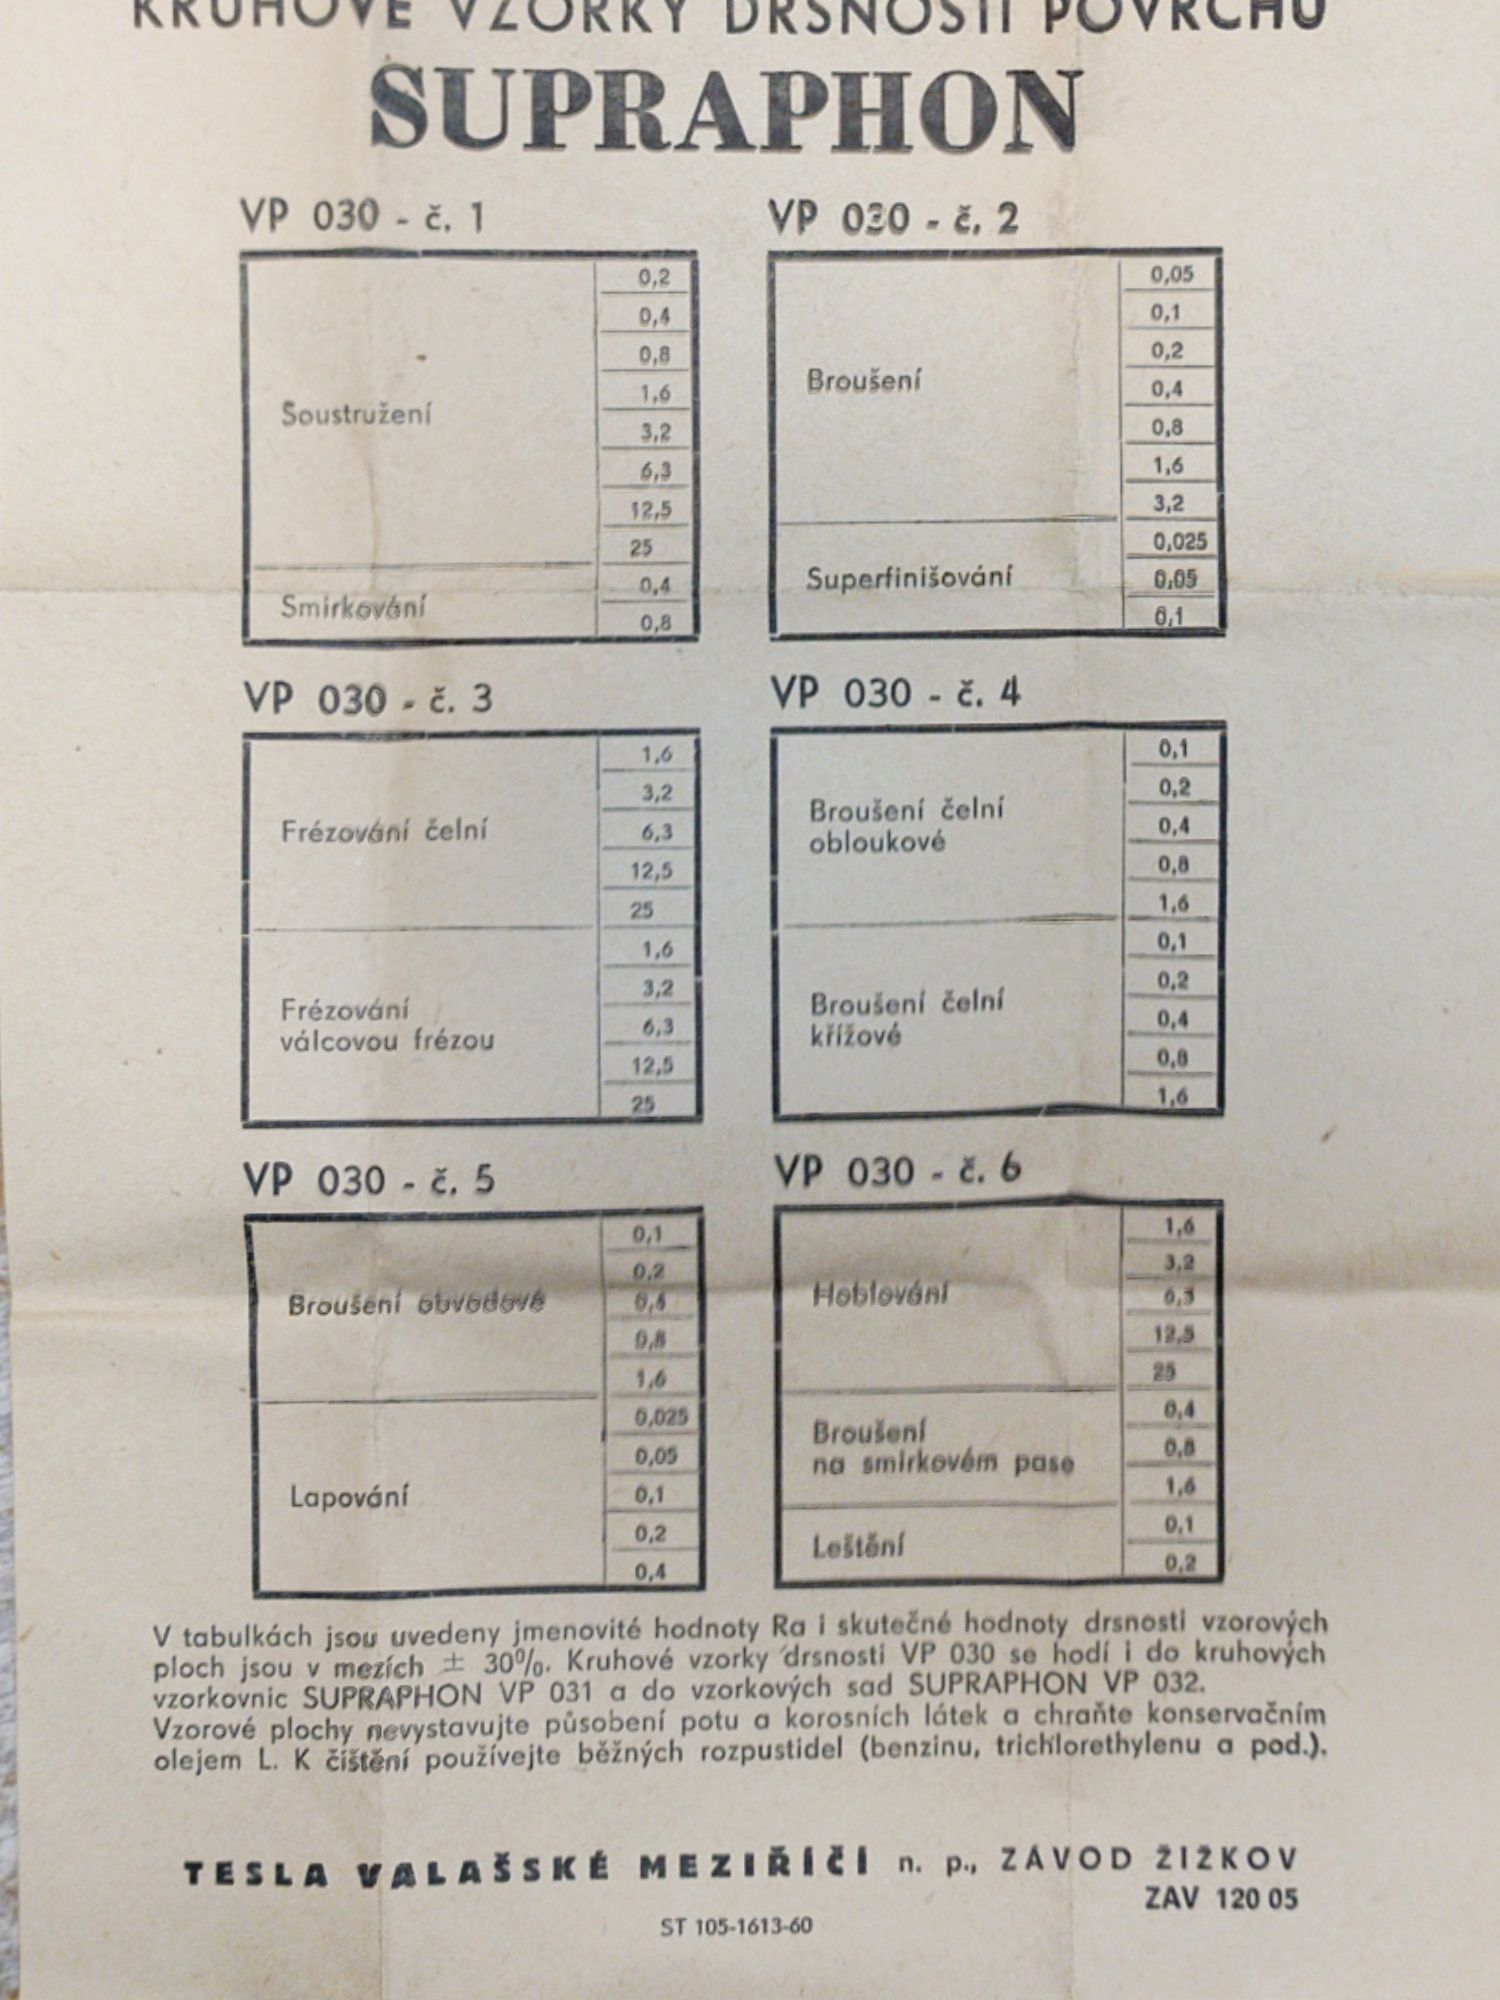 KRUHOVÉ VZORKY DRSNOSTI POVRCHU
SUPRAPHON
VP 030 - č. 1
Soustružení
0,2
0,4
0,8
1,6
3,2
6,3
12,5
25
Smirkování
0,4
0,8
VP 030 - č. 2
Broušení
0,05
0,1
0,2
0,4
0,8
1,6
3,2
Superfinišování
0,025
0,05
0,1
VP 030 - č. 3
Frézování čelní
1,6
3,2
6,3
12,5
25
Frézování
válcovou frézou
1,6
3,2
6,3
12,5
25
VP 030 - č. 4
Broušení čelní
obloukové
0,1
0,2
0,4
0,8
1,6
Broušení čelní
křížové
0,1
0,2
0,4
0,8
1,6
VP 030 - č. 5
Broušení obvodové
0,1
0,2
0,4
0,8
1,6
Lapování
0,025
0,05
0,1
0,2
0,4
VP 030 - č. 6
Hoblování
1,6
3,2
6,3
12,5
25
Broušení
na smirkovém pase
0,4
0,8
1,6
Leštění
0,1
0,2
V tabulkách jsou uvedeny jmenovité hodnoty Ra i skutečné hodnoty drsnosti vzorových
ploch jsou v mezích ± 30%. Kruhové vzorky drsnosti VP 030 se hodí i do kruhových
vzorkovnic SUPRAPHON VP 031 a do vzorkových sad SUPRAPHON VP 032.
Vzorové plochy nevystavujte působení potu a korosních látek a chraňte konservačním
olejem L. K čištění používejte běžných rozpustidel (benzinu, trichlorethylenu a pod.).
TESLA VALAŠSKÉ MEZIŘÍČÍ n. p., ZÁVOD ŽIŽKOV
ZAV 120 05
ST 105-1613-60